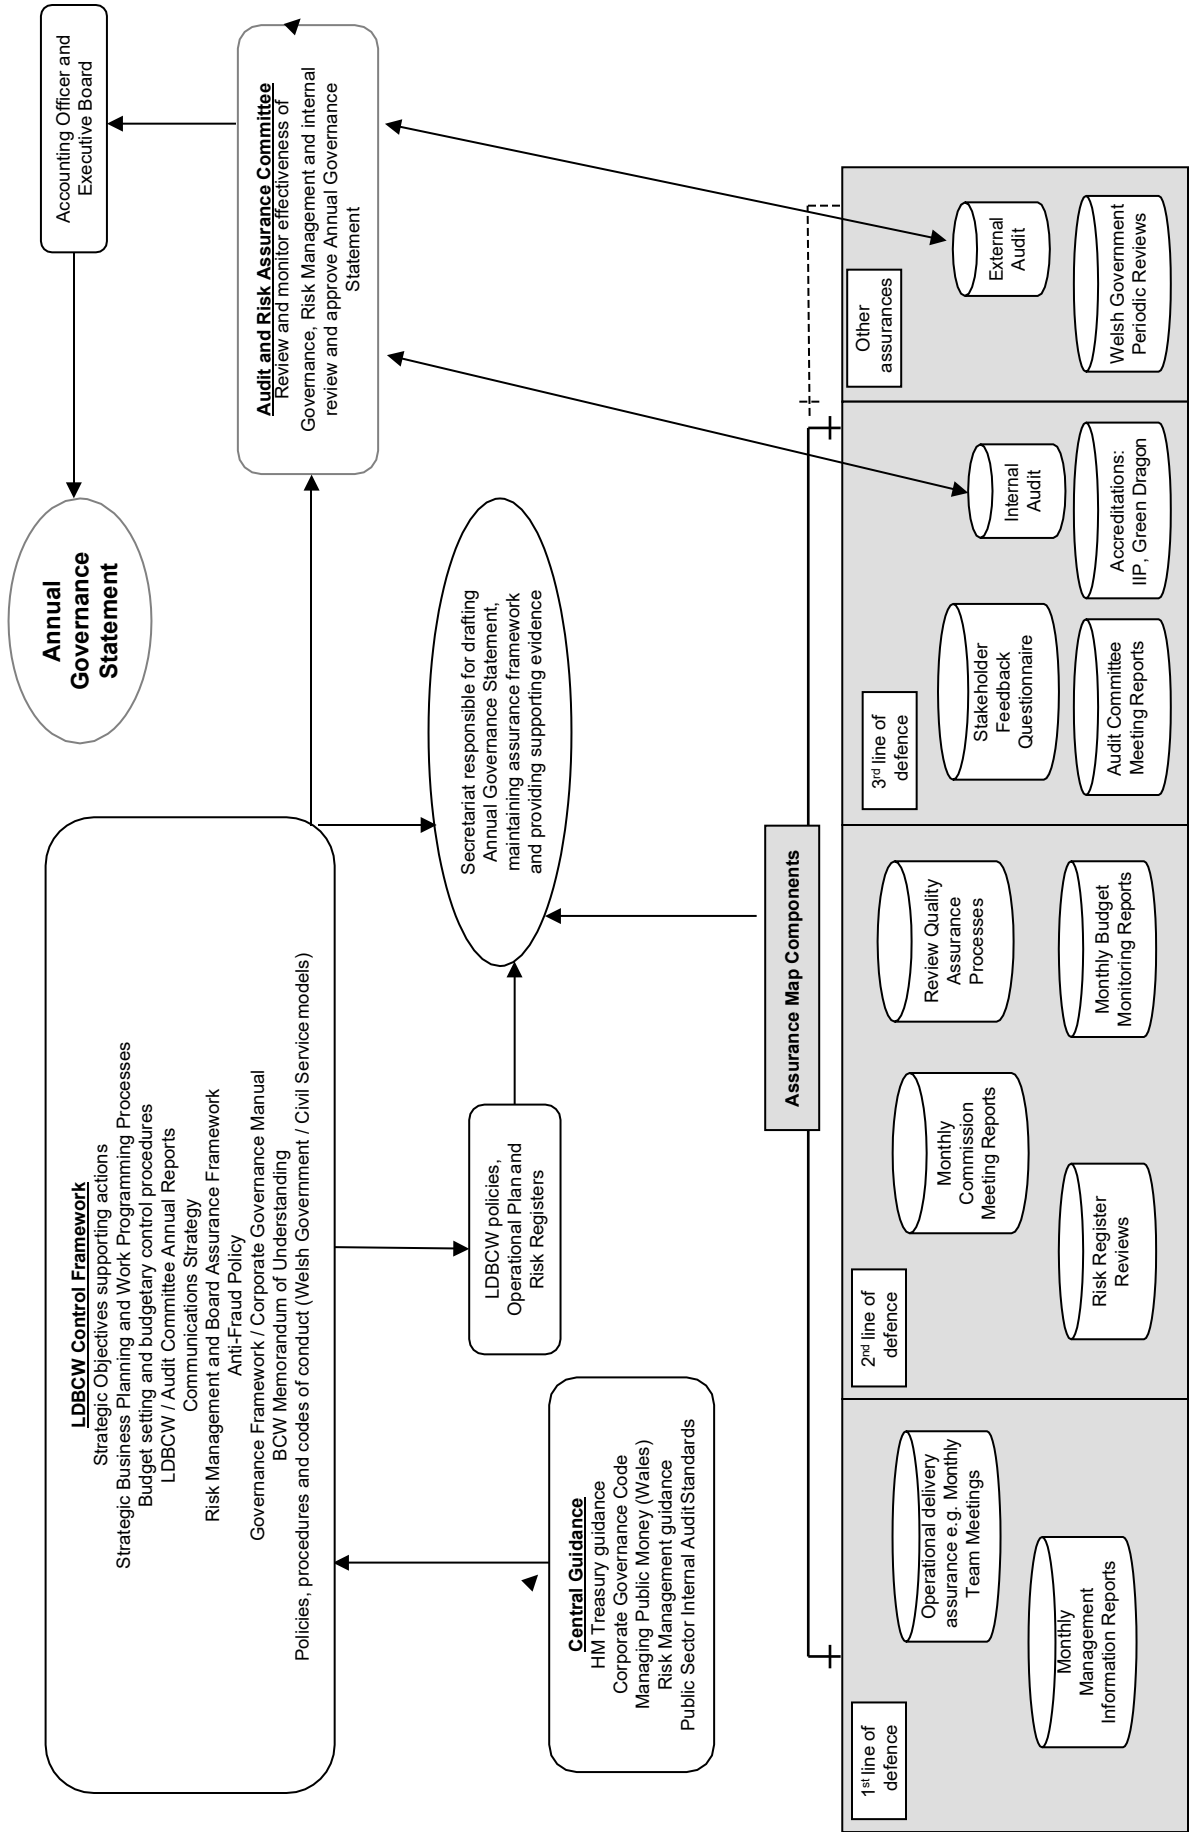 LDBCW Control Framework
Strategic Objectives supporting actions
Strategic Business Planning and Work Programming Processes
Budget setting and budgetary control procedures
LDBCW / Audit Committee Annual Reports
Communications Strategy
Risk Management and Board Assurance Framework
Anti-Fraud Policy
Governance Framework / Corporate Governance Manual
BCW Memorandum of Understanding
Policies, procedures and codes of conduct (Welsh Government / Civil Service models)
Annual
Governance
Statement
Accounting Officer and
Executive Board
Audit and Risk Assurance Committee
Review and monitor effectiveness of
Governance, Risk Management and internal
review and approve Annual Governance
Statement
Central Guidance
HM Treasury guidance
Corporate Governance Code
Managing Public Money (Wales)
Risk Management guidance
Public Sector Internal Audit Standards
LDBCW policies,
Operational Plan and
Risk Registers
Secretariat responsible for drafting
Annual Governance Statement,
maintaining assurance framework
and providing supporting evidence
Assurance Map Components
1st line of
defence
Operational delivery
assurance e.g. Monthly
Team Meetings
Monthly
Management
Information Reports
2nd line of
defence
Monthly
Commission
Meeting Reports
Review Quality
Assurance
Processes
Risk Register
Reviews
Monthly Budget
Monitoring Reports
3rd line of
defence
Stakeholder
Feedback
Questionnaire
Internal
Audit
Audit Committee
Meeting Reports
Accreditations:
IIP, Green Dragon
Other
assurances
External
Audit
Welsh Government
Periodic Reviews